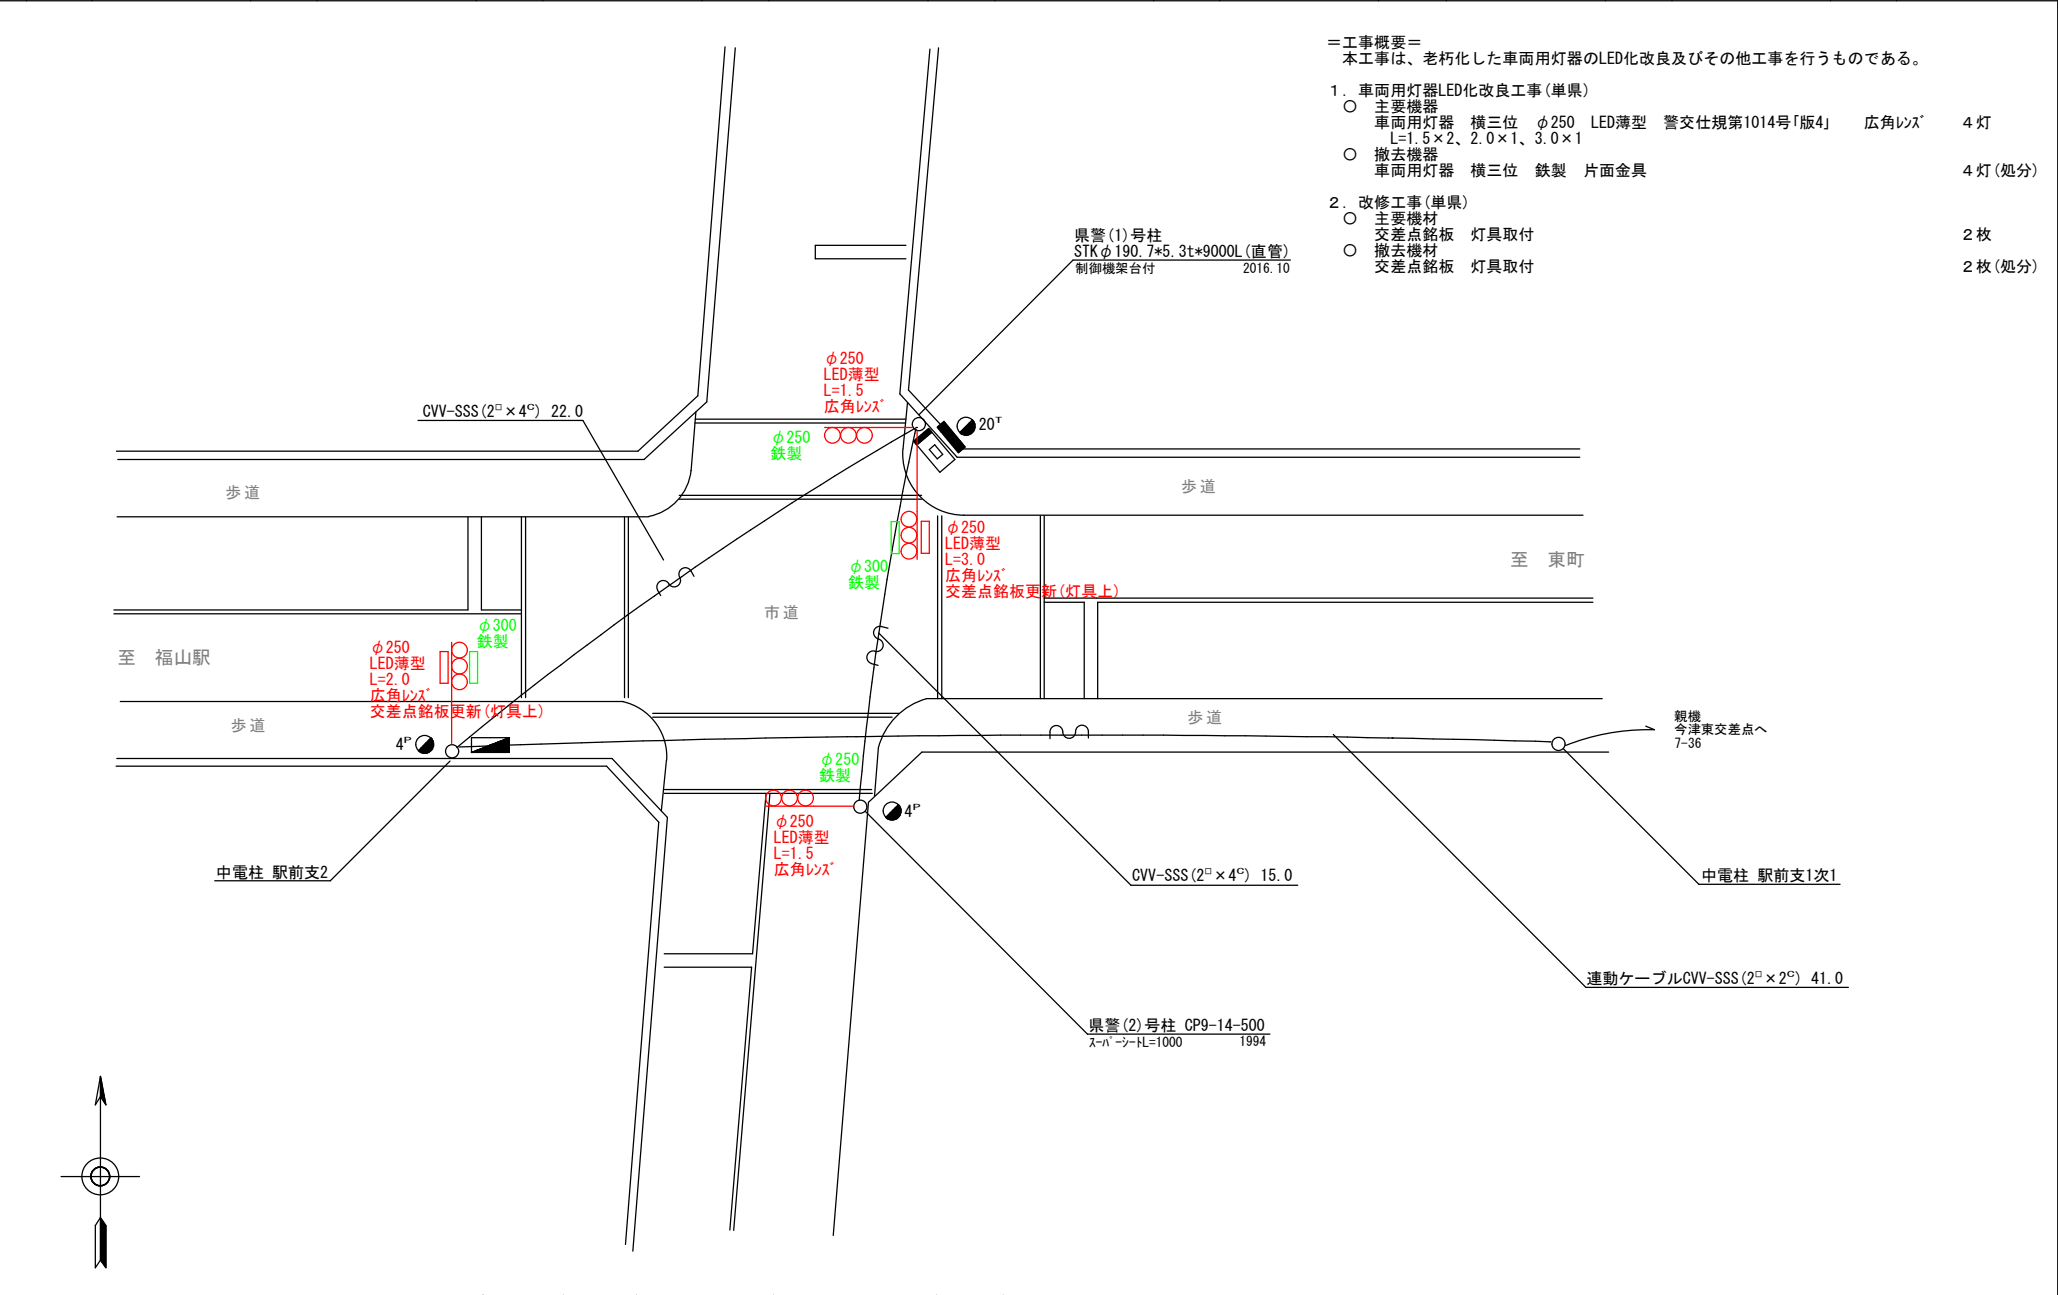 ＝工事概要＝
本工事は、老朽化した車両用灯器のLED化改良及びその他工事を行うものである。
１．車両用灯器LED化改良工事(単県)
○　主要機器
車両用灯器　横三位　φ250　LED薄型　警交仕規第1014号｢版4｣　　広角ﾚﾝｽﾞ　　４灯
L=1.5×2、2.0×1、3.0×1
○　撤去機器
車両用灯器　横三位　鉄製　片面金具　　４灯(処分)
２．改修工事(単県)
○　主要機材
交差点銘板　灯具取付　　２枚
○　撤去機材
交差点銘板　灯具取付　　２枚(処分)
県警(1)号柱
STKφ190.7*5.3t*9000L(直管)
制御機架台付　　2016.10
φ250
LED薄型
L=1.5
広角ﾚﾝｽﾞ
CVV-SSS(2□×4C) 22.0
φ250
鉄製
20T
歩道
歩道
φ250
LED薄型
L=3.0
広角ﾚﾝｽﾞ
交差点銘板更新(灯具上)
φ300
鉄製
至　東町
市道
φ300
鉄製
至　福山駅
φ250
LED薄型
L=2.0
広角ﾚﾝｽﾞ
交差点銘板更新(灯具上)
歩道
歩道
4P
親機
今津東交差点へ
7-36
φ250
鉄製
4P
φ250
LED薄型
L=1.5
広角ﾚﾝｽﾞ
中電柱 駅前支2
CVV-SSS(2□×4C) 15.0
中電柱 駅前支1次1
連動ケーブルCVV-SSS(2□×2C) 41.0
県警(2)号柱 CP9-14-500
ｽｰﾊﾟｰｼｰﾄL=1000　　1994